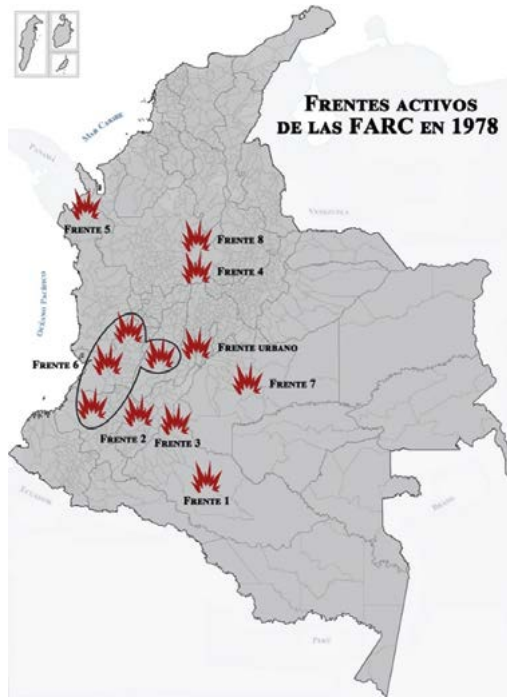 Frentes activos
de las FARC en 1978
Mar Caribe
Panamá
Venezuela
Frente 5
Frente 8
Frente 4
Océano Pacífico
Frente urbano
Frente 6
Frente 7
Frente 2
Frente 3
Frente 1
Ecuador
Brasil
Perú